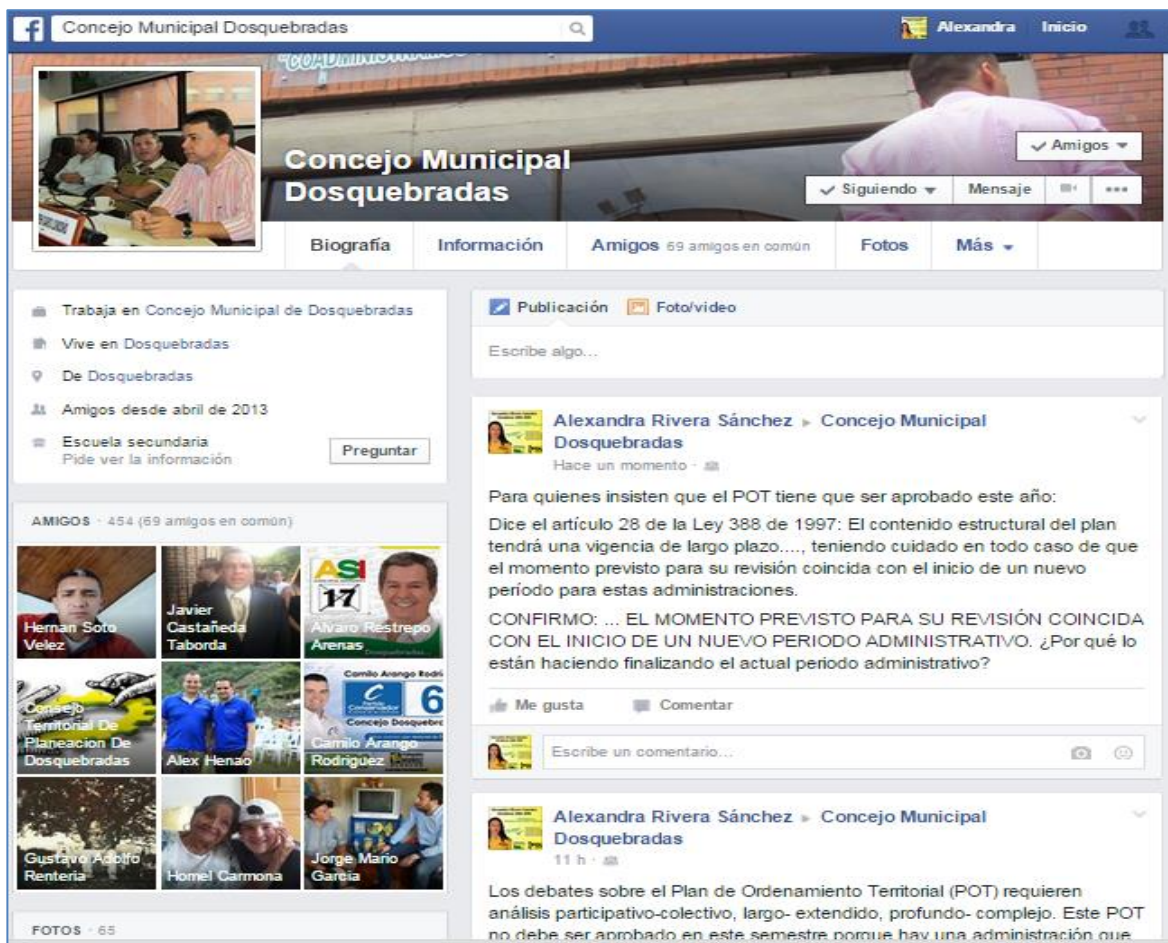 Concejo Municipal Dosquebradas
Alexandra Inicio
"COADMINISTRAMOS
Concejo Municipal
Dosquebradas
Amigos
Siguiendo
Mensaje
Biografía
Información
Amigos 69 amigos en común
Fotos
Más
Trabaja en Concejo Municipal de Dosquebradas
Vive en Dosquebradas
De Dosquebradas
Amigos desde abril de 2013
Escuela secundaria
Pide ver la información
Preguntar
AMIGOS · 454 (69 amigos en común)
Hernan Soto
Velez
Javier
Castañeda
Taborda
ASI
17
Alvaro Restrepo
Arenas
Consejo
Territorial De
Planeacion De
Dosquebradas
Alex Henao
Camilo Arango Rodri
Conservador
6
Concejo Dosquebra
Camilo Arango
Rodriguez
Gustavo Adolfo
Renteria
Homel Carmona
Jorge Mario
Garcia
FOTOS · 65
Publicación
Foto/video
Escribe algo...
Alexandra Rivera Sánchez ▸ Concejo Municipal
Dosquebradas
Hace un momento ·
Para quienes insisten que el POT tiene que ser aprobado este año:
Dice el artículo 28 de la Ley 388 de 1997: El contenido estructural del plan
tendrá una vigencia de largo plazo...., teniendo cuidado en todo caso de que
el momento previsto para su revisión coincida con el inicio de un nuevo
período para estas administraciones.
CONFIRMO: ... EL MOMENTO PREVISTO PARA SU REVISIÓN COINCIDA
CON EL INICIO DE UN NUEVO PERIODO ADMINISTRATIVO. ¿Por qué lo
están haciendo finalizando el actual periodo administrativo?
Me gusta
Comentar
Escribe un comentario...
Alexandra Rivera Sánchez ▸ Concejo Municipal
Dosquebradas
11 h ·
Los debates sobre el Plan de Ordenamiento Territorial (POT) requieren
análisis participativo-colectivo, largo- extendido, profundo- complejo. Este POT
no debe ser aprobado en este semestre porque hay una administración que